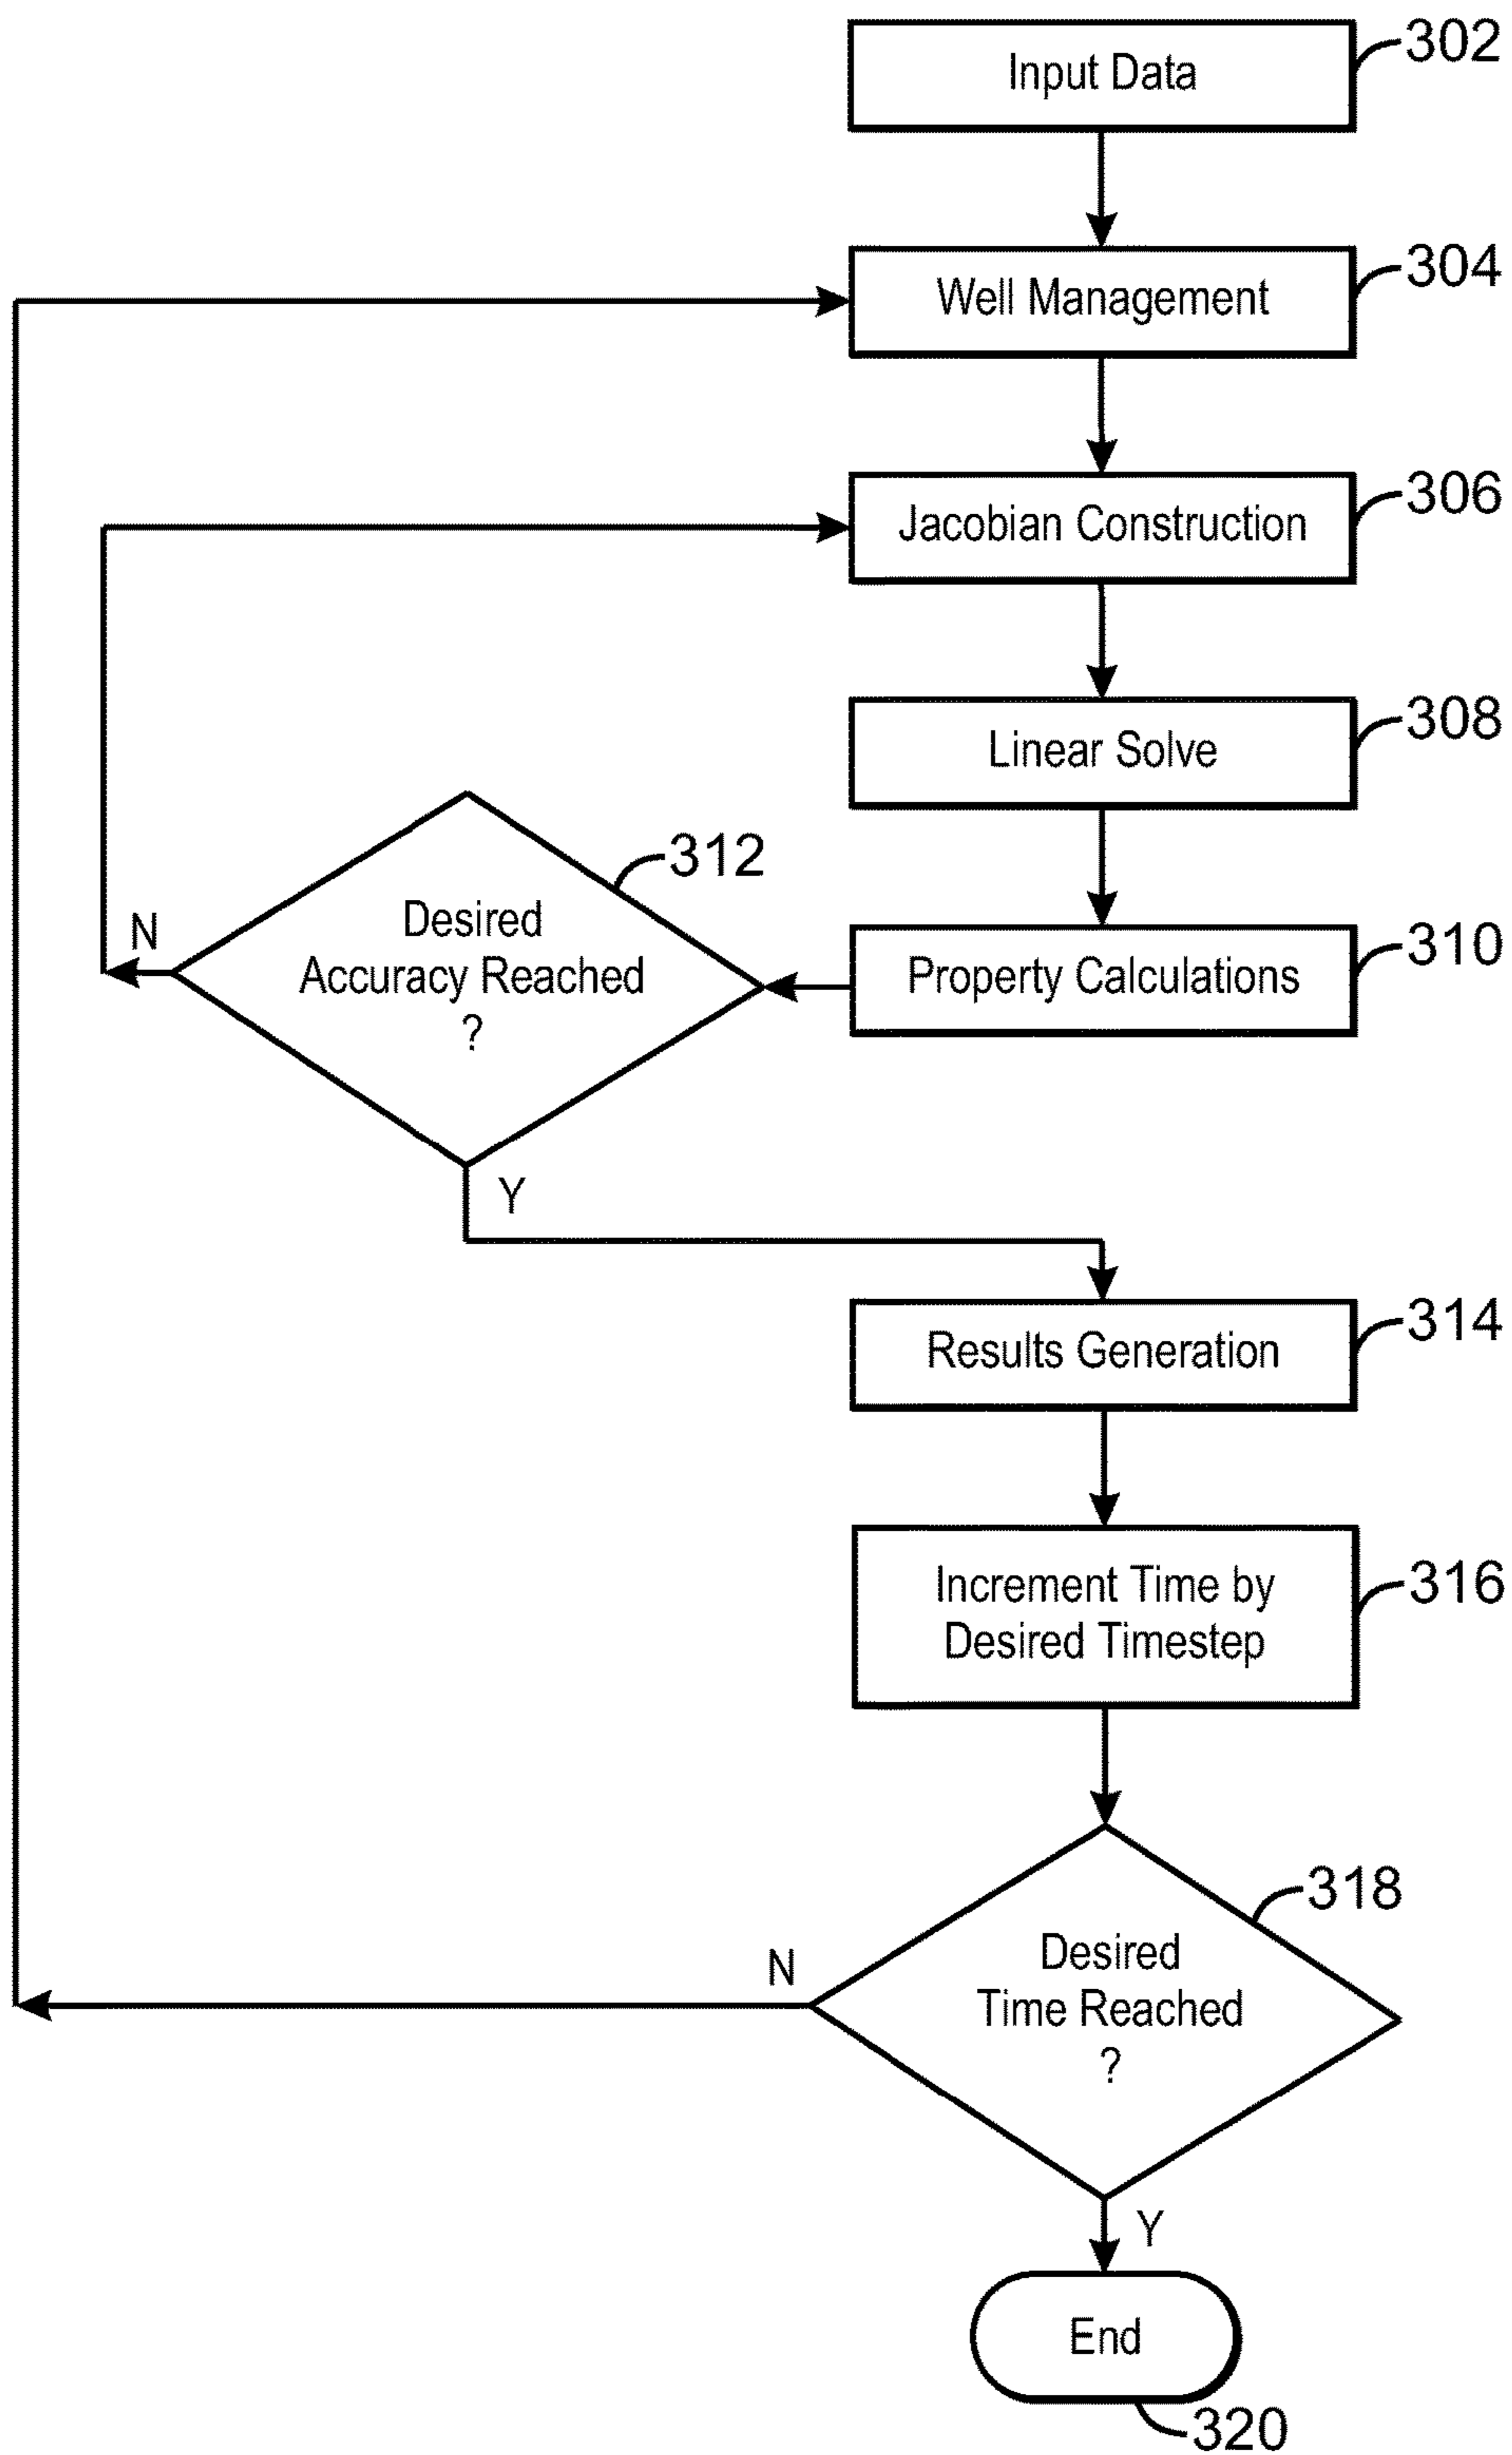 Input Data
302
Well Management
304
Jacobian Construction
306
Linear Solve
308
Property Calculations
310
312
Desired
Accuracy Reached
?
N
Y
Results Generation
314
Increment Time by
Desired Timestep
316
318
Desired
Time Reached
?
N
Y
End
320